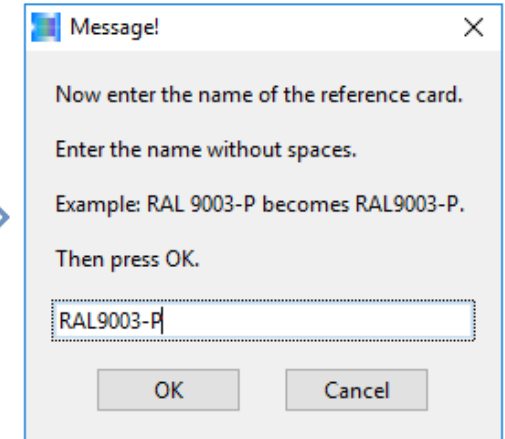 Message!
Now enter the name of the reference card.
Enter the name without spaces.
Example: RAL 9003-P becomes RAL9003-P.
Then press OK.
RAL9003-P
OK Cancel